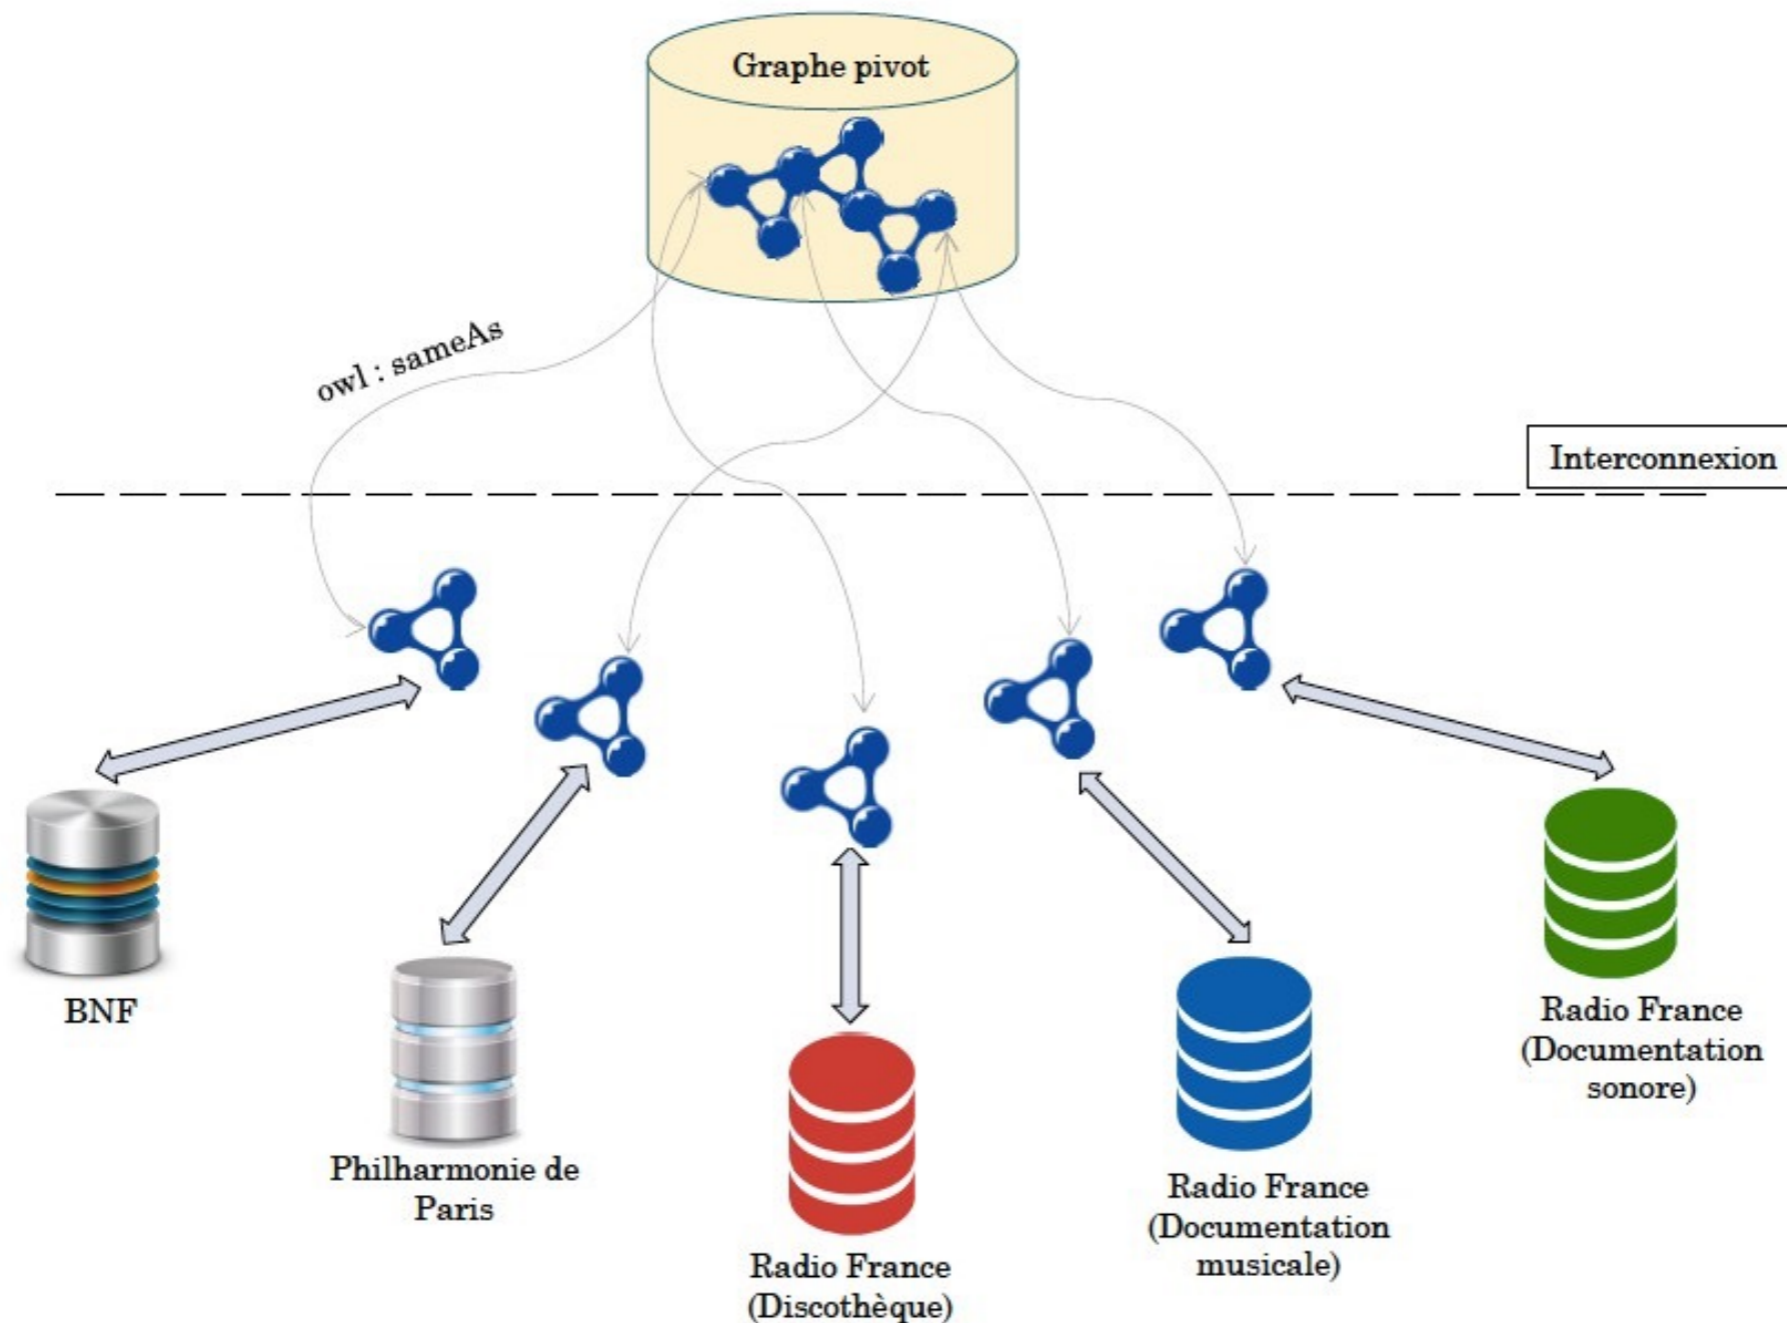 Graphe pivot
owl : sameAs
Interconnexion
BNF
Philharmonie de
Paris
Radio France
(Discothèque)
Radio France
(Documentation
musicale)
Radio France
(Documentation
sonore)